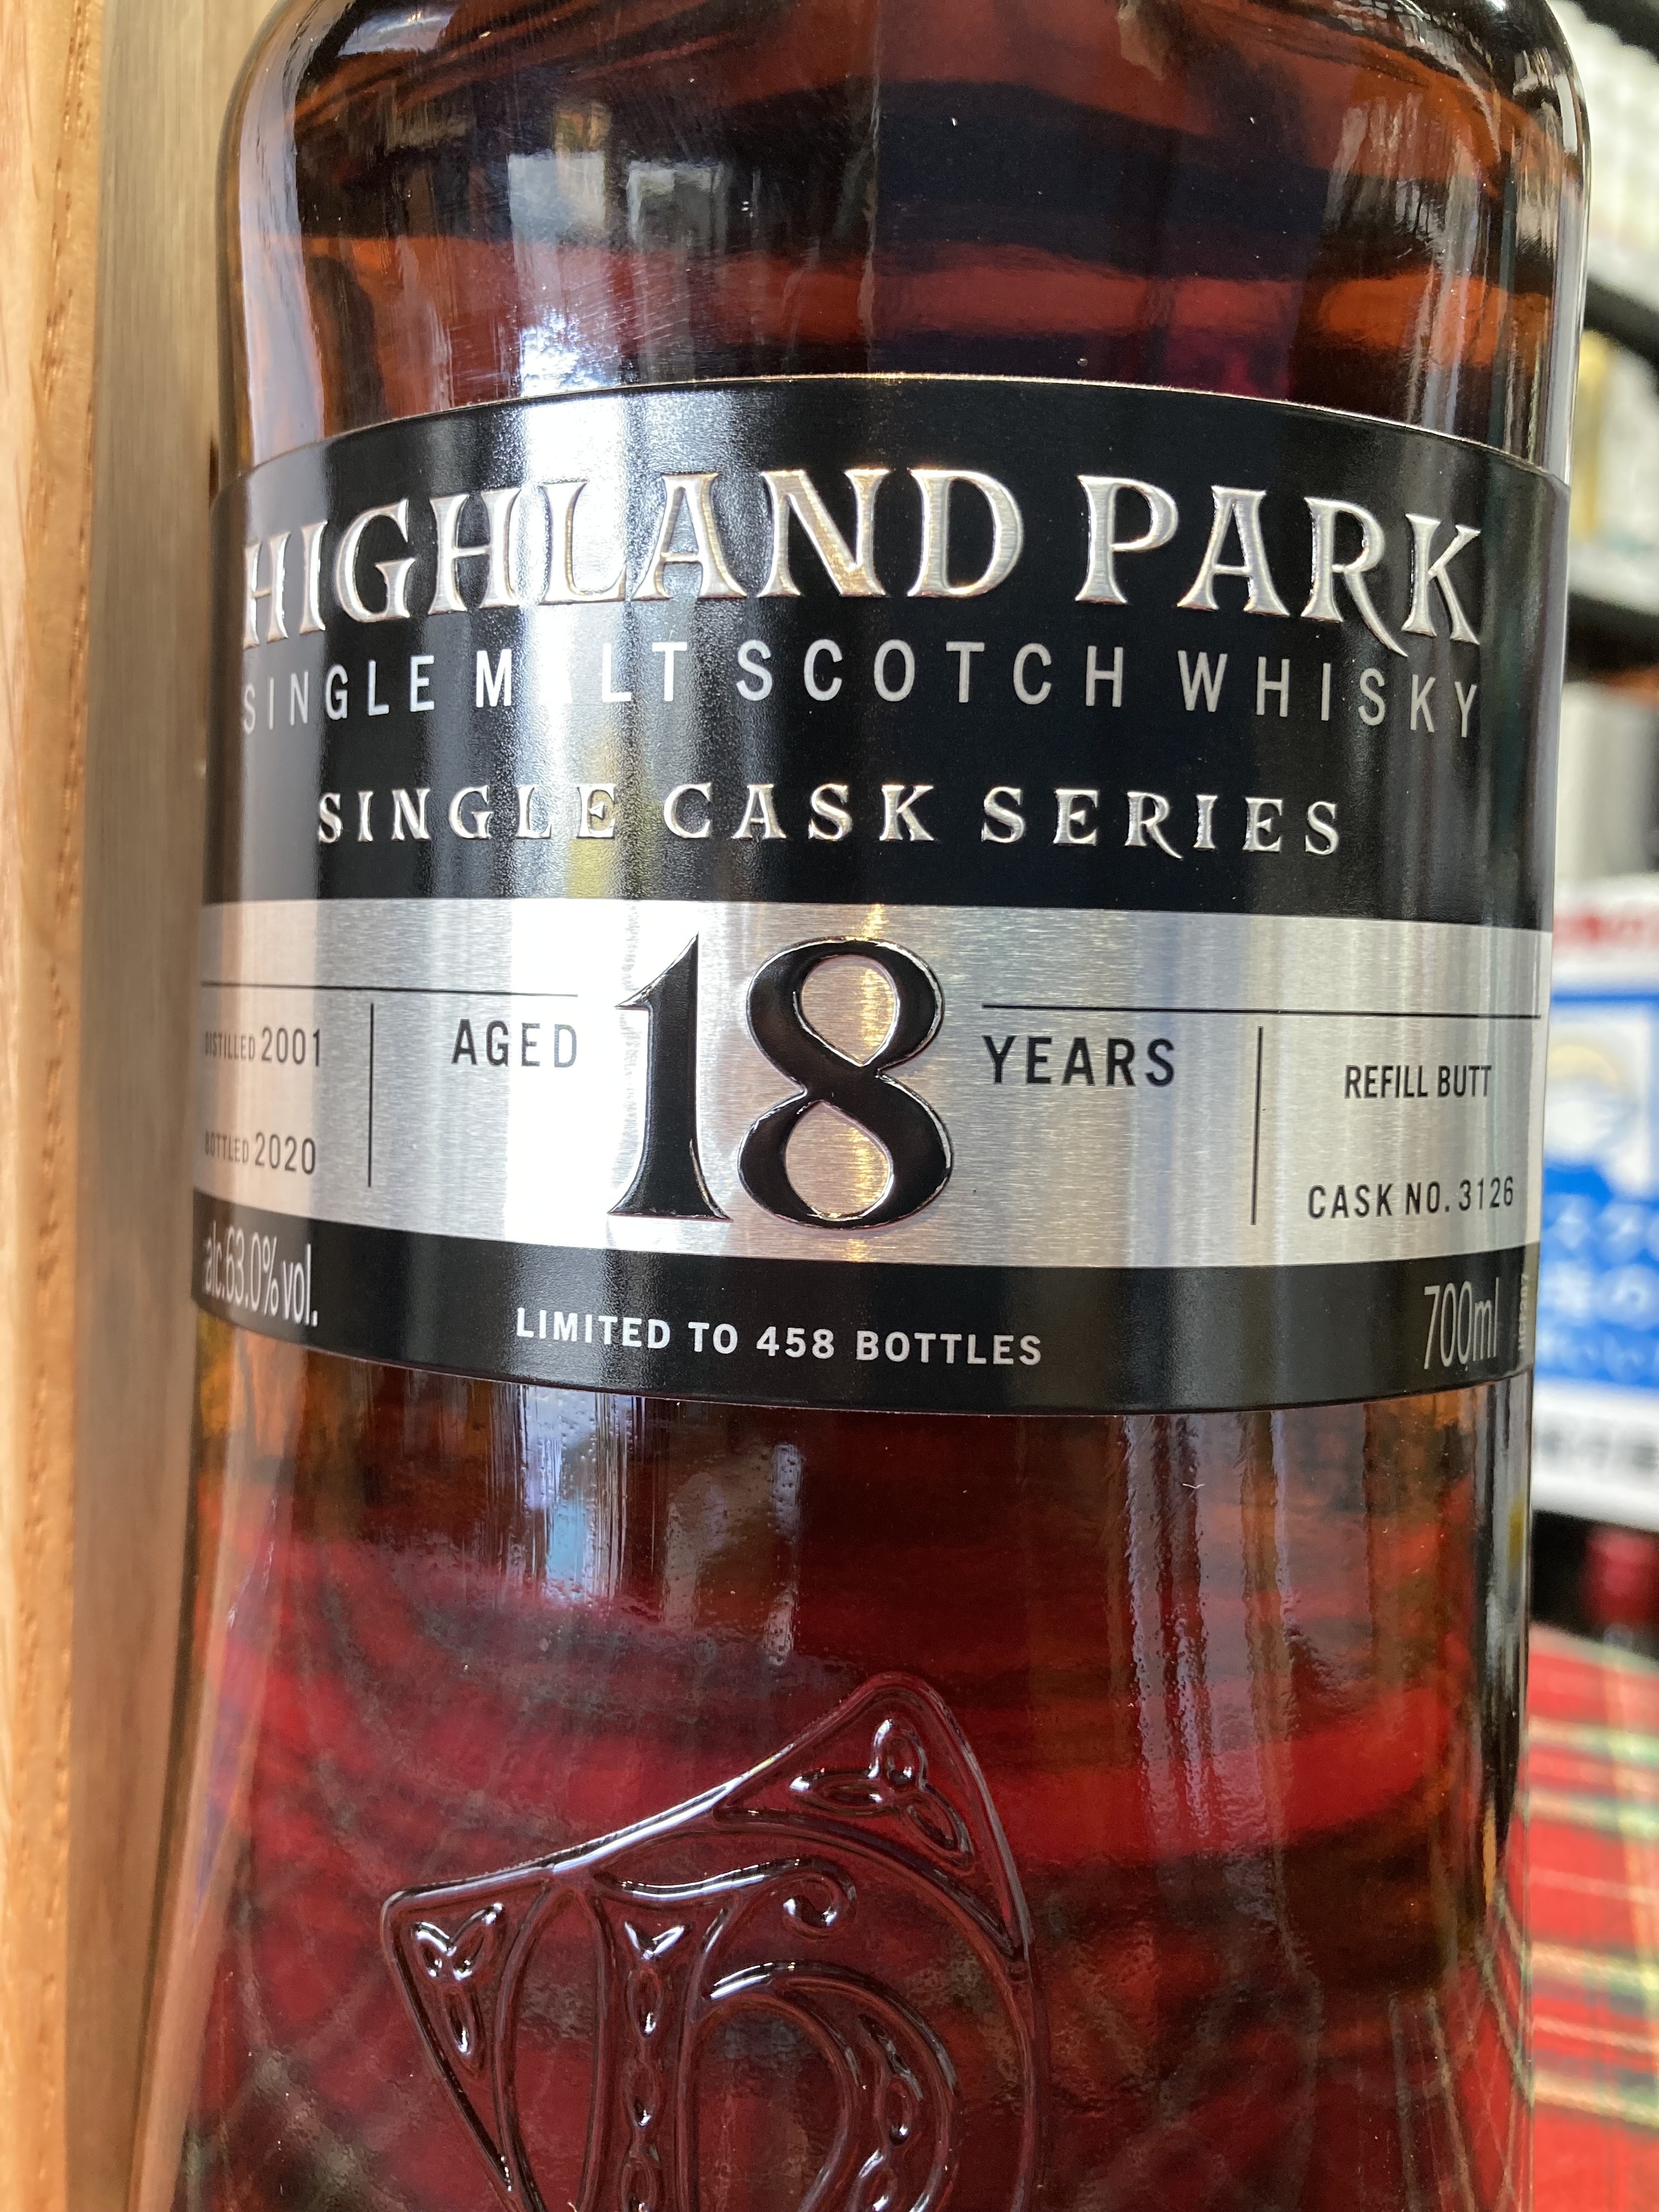 HIGHLAND PARK
SINGLE MALT SCOTCH WHISKY
SINGLE CASK SERIES
DISTILLED 2001
BOTTLED 2020
AGED 18 YEARS
REFILL BUTT
CASK NO. 3126
alc.63.0%vol.
LIMITED TO 458 BOTTLES
700ml